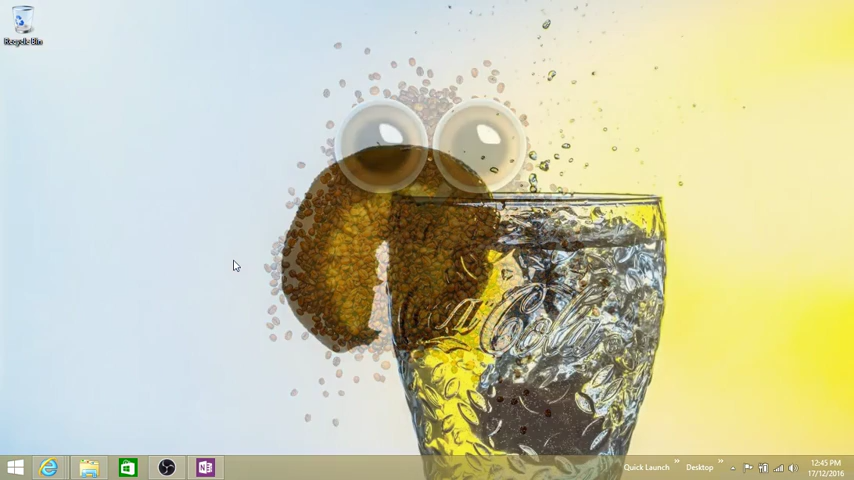 Recycle Bin
Coca Cola
Quick Launch
Desktop
12:45 PM
17/12/2016